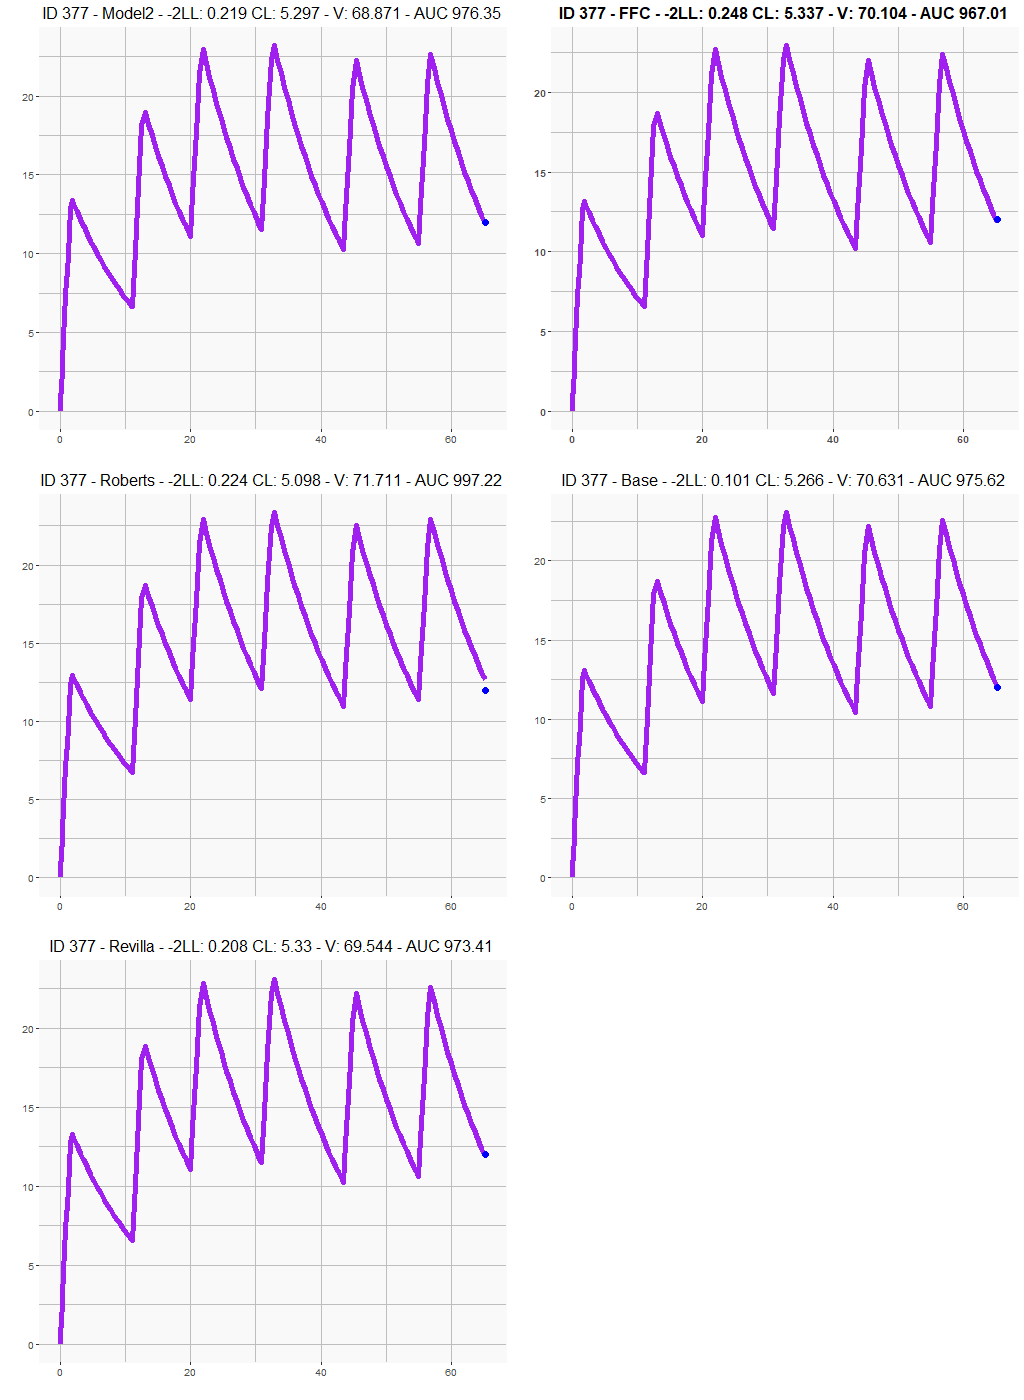 ID 377 - Model2 - -2LL: 0.219 CL: 5.297 - V: 68.871 - AUC 976.35
20
15
10
5
0
0 20 40 60
ID 377 - FFC - -2LL: 0.248 CL: 5.337 - V: 70.104 - AUC 967.01
20
15
10
5
0
0 20 40 60
ID 377 - Roberts - -2LL: 0.224 CL: 5.098 - V: 71.711 - AUC 997.22
20
15
10
5
0
0 20 40 60
ID 377 - Base - -2LL: 0.101 CL: 5.266 - V: 70.631 - AUC 975.62
20
15
10
5
0
0 20 40 60
ID 377 - Revilla - -2LL: 0.208 CL: 5.33 - V: 69.544 - AUC 973.41
20
15
10
5
0
0 20 40 60